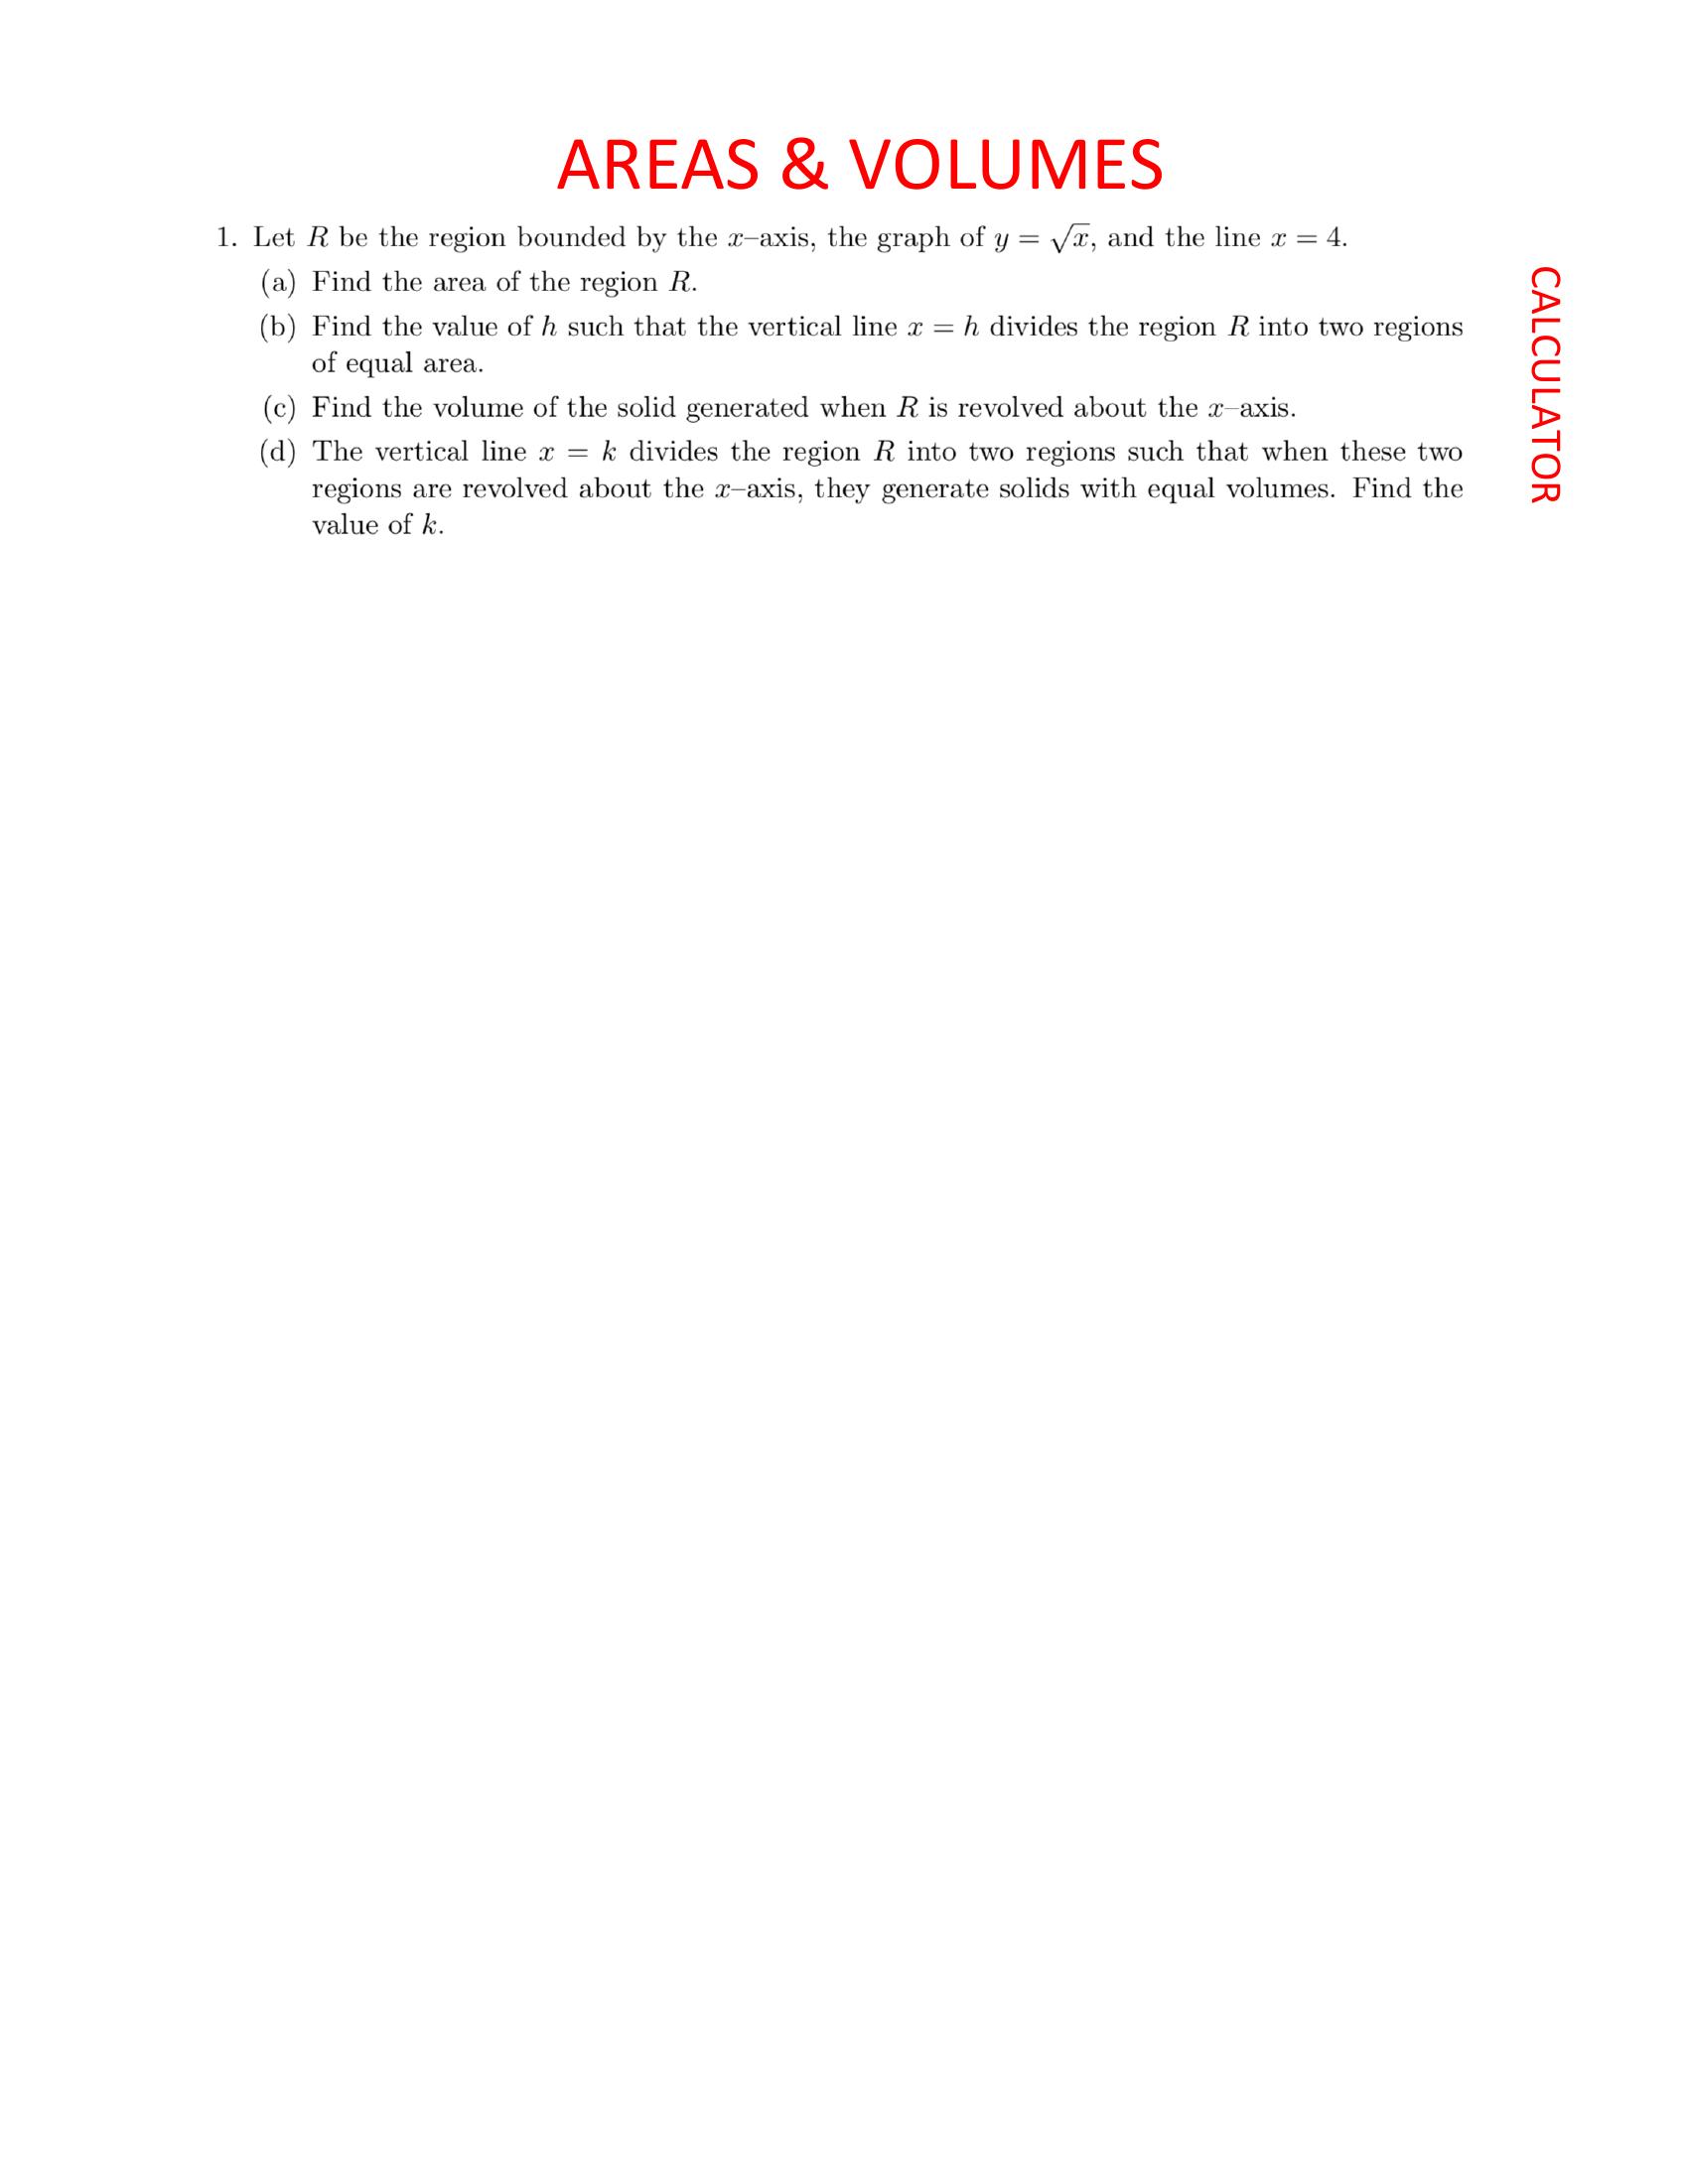 AREAS & VOLUMES
1. Let R be the region bounded by the x–axis, the graph of y = √x, and the line x = 4.
(a) Find the area of the region R.
(b) Find the value of h such that the vertical line x = h divides the region R into two regions
of equal area.
(c) Find the volume of the solid generated when R is revolved about the x–axis.
(d) The vertical line x = k divides the region R into two regions such that when these two
regions are revolved about the x–axis, they generate solids with equal volumes. Find the
value of k.
CALCULATOR